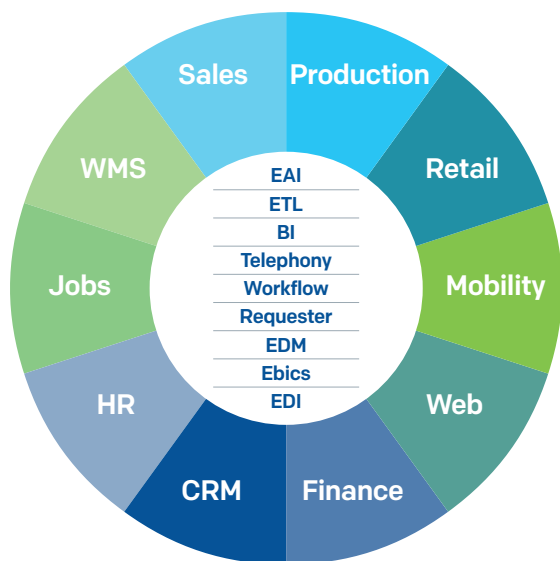 Sales
Production
WMS
Retail
Jobs
Mobility
HR
Web
CRM
Finance
EAI
ETL
BI
Telephony
Workflow
Requester
EDM
Ebics
EDI